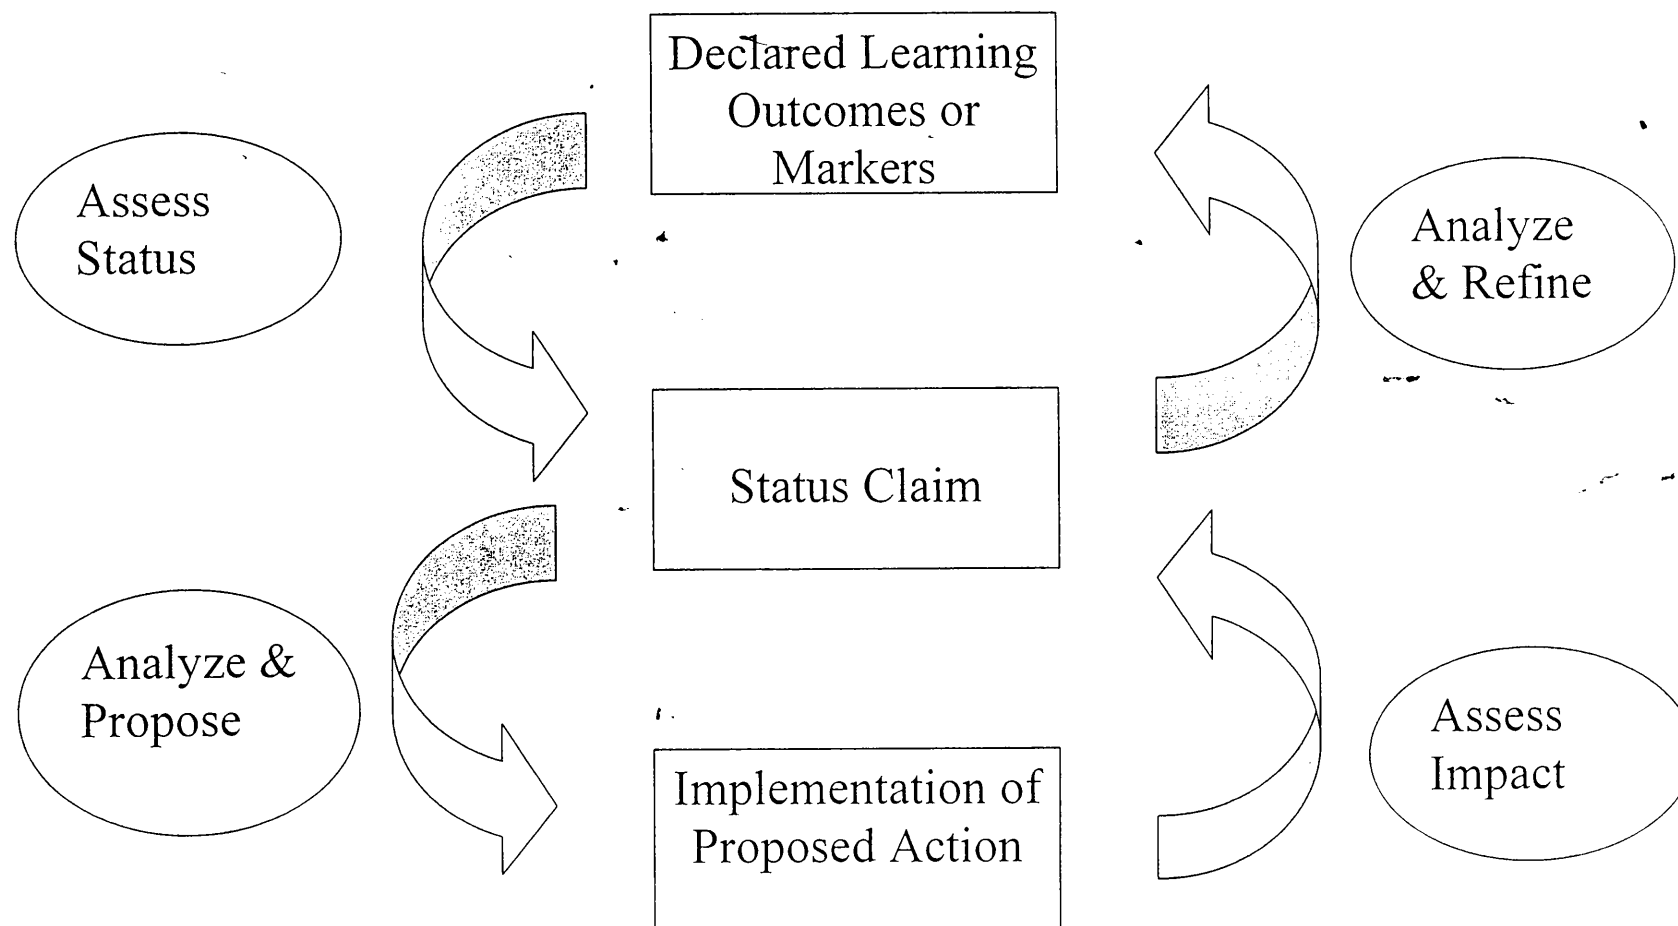 Declared Learning
Outcomes or
Markers
Assess
Status
Analyze
& Refine
Status Claim
Analyze &
Propose
Assess
Impact
Implementation of
Proposed Action